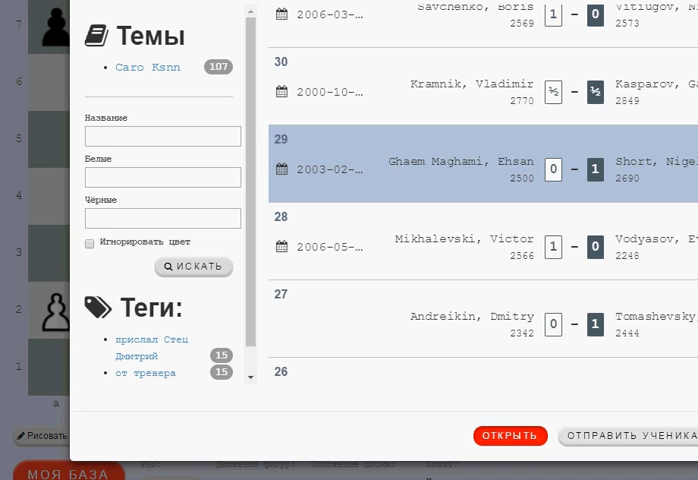 7
6
5
4
3
2
1
a
Рисовать
МОЯ БАЗА
Темы
Caro Ksnn 107
Название
Белые
Чёрные
Игнорировать цвет
ИСКАТЬ
Теги:
прислал Стец
Дмитрий 15
от тренера 15
2006-03-… Savchenko, Boris 1 – 0 Vitiugov,
2569 2573
30
2000-10-… Kramnik, Vladimir ½ – ½ Kasparov,
2770 2849
29
2003-02-… Ghaem Maghami, Ehsan 0 – 1 Short,
2500 2690
28
2006-05-… Mikhalevski, Victor 1 – 0 Vodyasov,
2566 2248
27
Andreikin, Dmitry 0 – 1 Tomashevsky,
2342 2444
26
ОТКРЫТЬ ОТПРАВИТЬ УЧЕНИКА